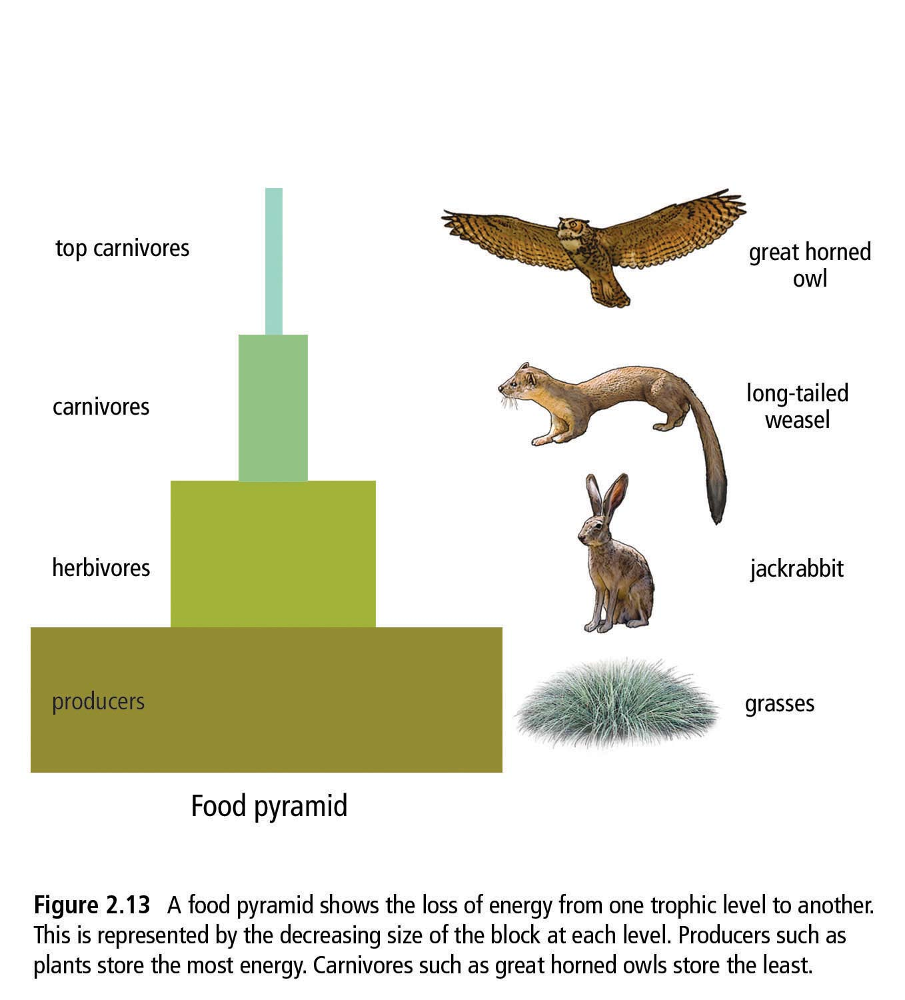 top carnivores
great horned
owl
carnivores
long-tailed
weasel
herbivores
jackrabbit
producers
grasses
Food pyramid
Figure 2.13 A food pyramid shows the loss of energy from one trophic level to another.
This is represented by the decreasing size of the block at each level. Producers such as
plants store the most energy. Carnivores such as great horned owls store the least.